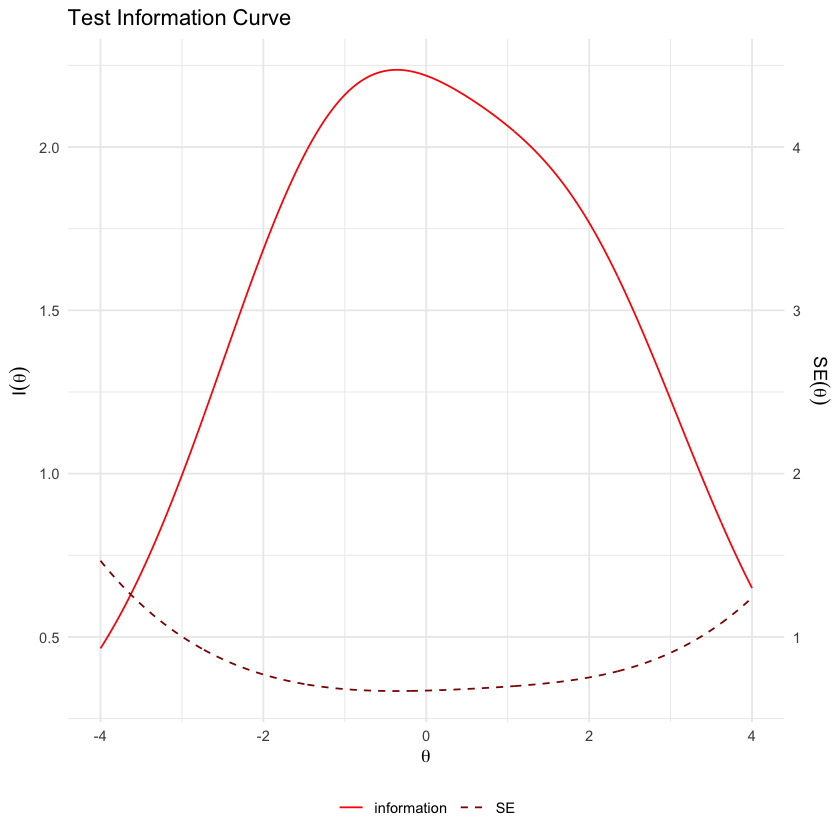 Test Information Curve
I(θ)
2.0
1.5
1.0
0.5
4
3
2
1
SE(θ)
-4 -2 0 2 4
θ
information SE